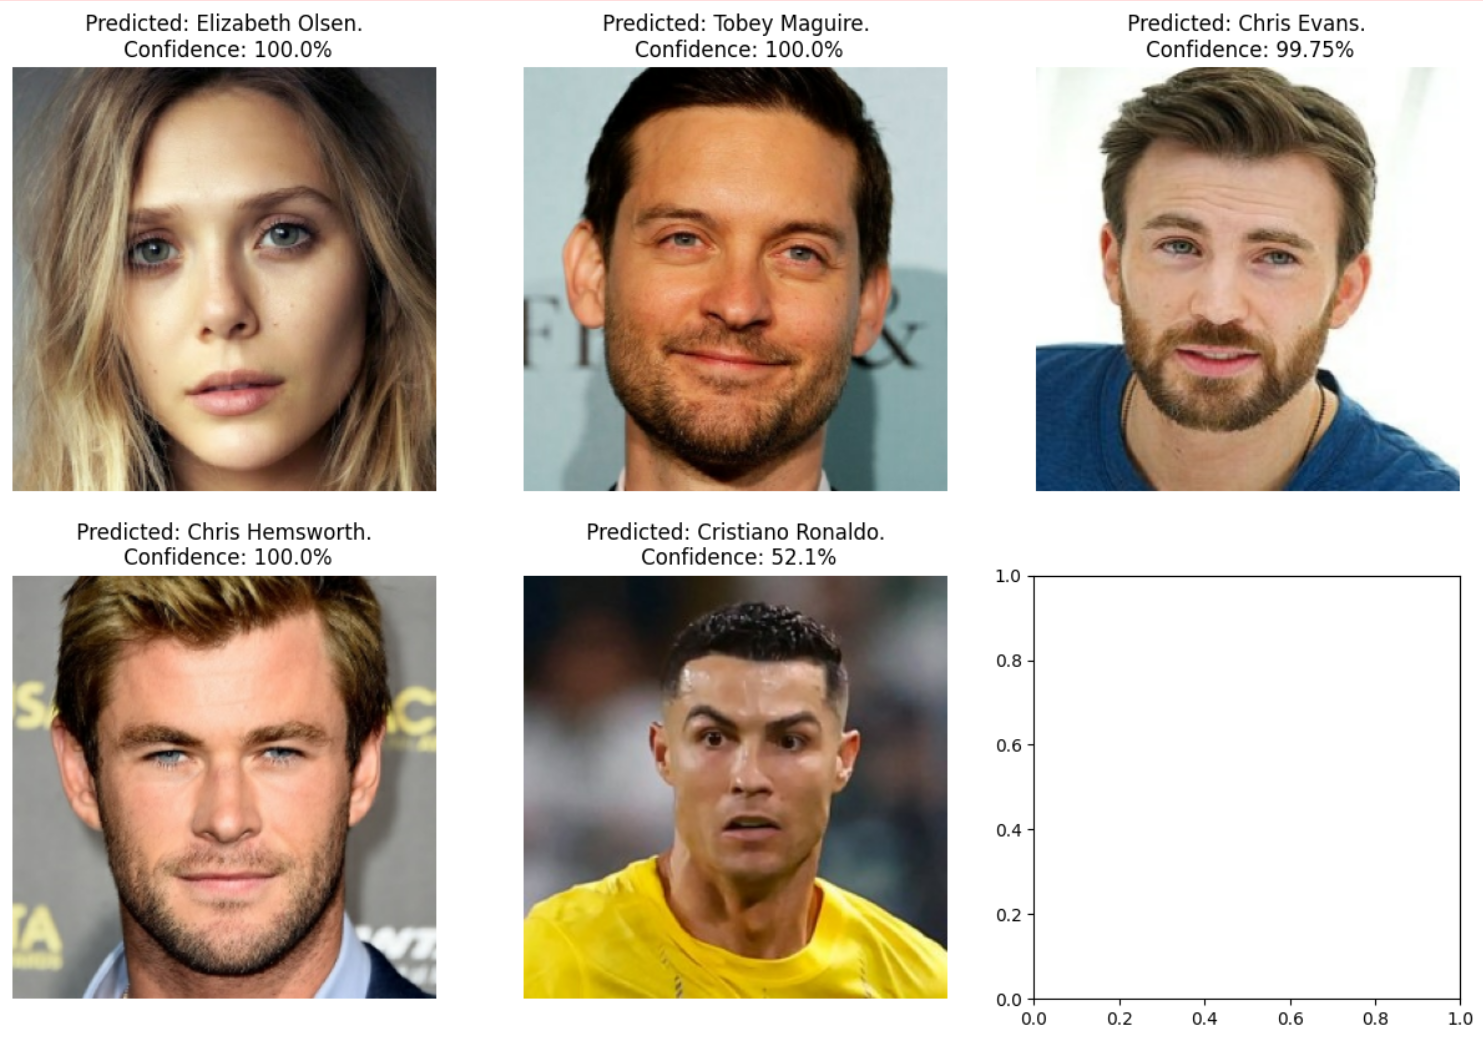 Predicted: Elizabeth Olsen.
Confidence: 100.0%
Predicted: Tobey Maguire.
Confidence: 100.0%
Predicted: Chris Evans.
Confidence: 99.75%
F
&
Predicted: Chris Hemsworth.
Confidence: 100.0%
Predicted: Cristiano Ronaldo.
Confidence: 52.1%
1.0
0.8
0.6
0.4
0.2
0.0
0.0 0.2 0.4 0.6 0.8 1.0